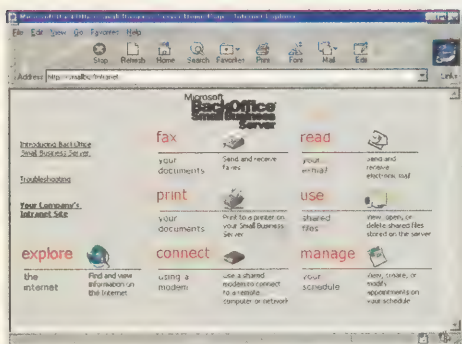 Microsoft BackOffice Small Business Server Home Page - Internet Explorer
File Edit View Go Favorites Help
Stop Refresh Home Search Favorites Print Font Mail Edit
Address
Links
Microsoft
BackOffice
Small Business
Server
Introducing BackOffice
Small Business Server
Troubleshooting
Your Company's
Intranet Site
fax
your
documents
Send and receive
faxes
read
your
e-mail
Send and
receive
electronic mail
print
your
documents
Print to a printer on
your Small Business
Server
use
shared
files
View, open, or
delete shared files
stored on the server
explore
the
internet
Find and view
information on
the Internet
connect
using a
modem
Use a shared
modem to connect
to a remote
computer or network
manage
your
schedule
View, create, or
modify
appointments on
your schedule